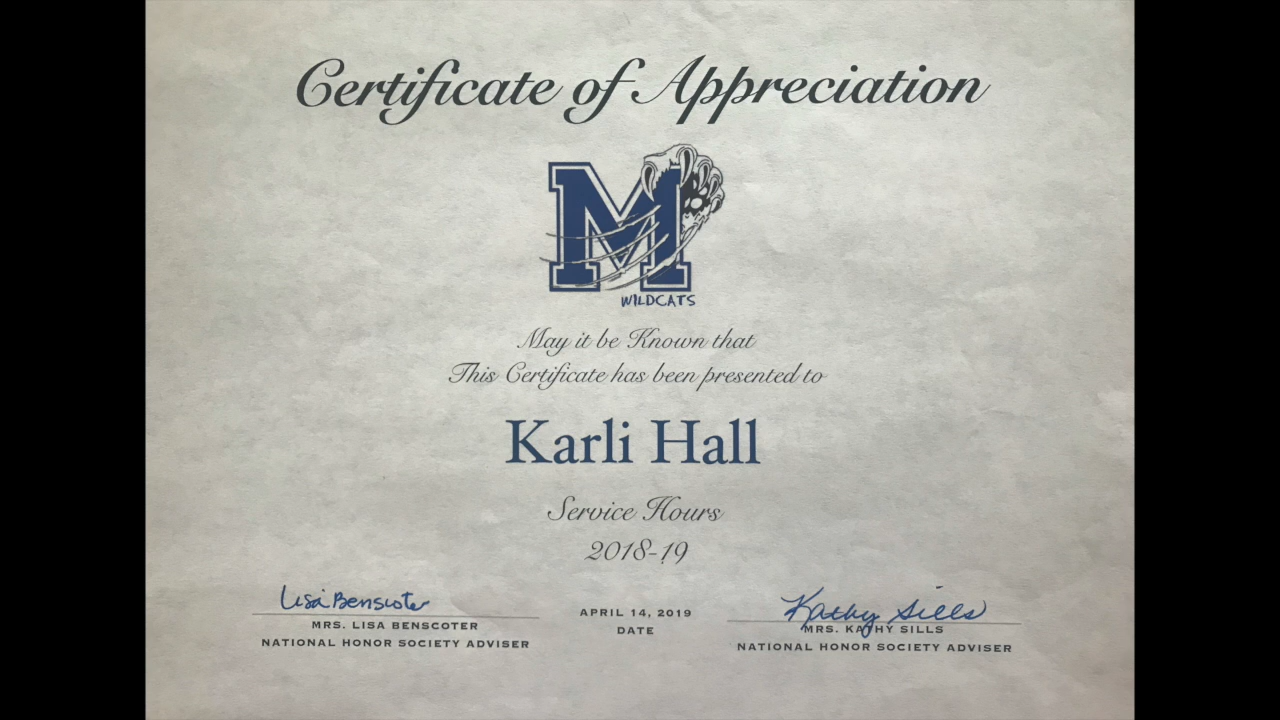 Certificate of Appreciation
M
WILDCATS
May it be Known that
This Certificate has been presented to
Karli Hall
Service Hours
2018-19
Lisa Benscoter
MRS. LISA BENSCOTER
NATIONAL HONOR SOCIETY ADVISER
APRIL 14, 2019
DATE
Kathy Sills
MRS. KATHY SILLS
NATIONAL HONOR SOCIETY ADVISER